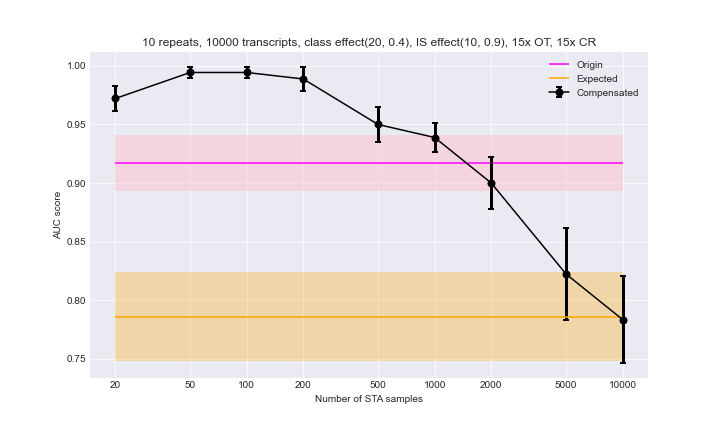 10 repeats, 10000 transcripts, class effect(20, 0.4), IS effect(10, 0.9), 15x OT, 15x CR
Origin
Expected
Compensated
1.00
0.95
0.90
0.85
0.80
0.75
AUC score
20 50 100 200 500 1000 2000 5000 10000
Number of STA samples